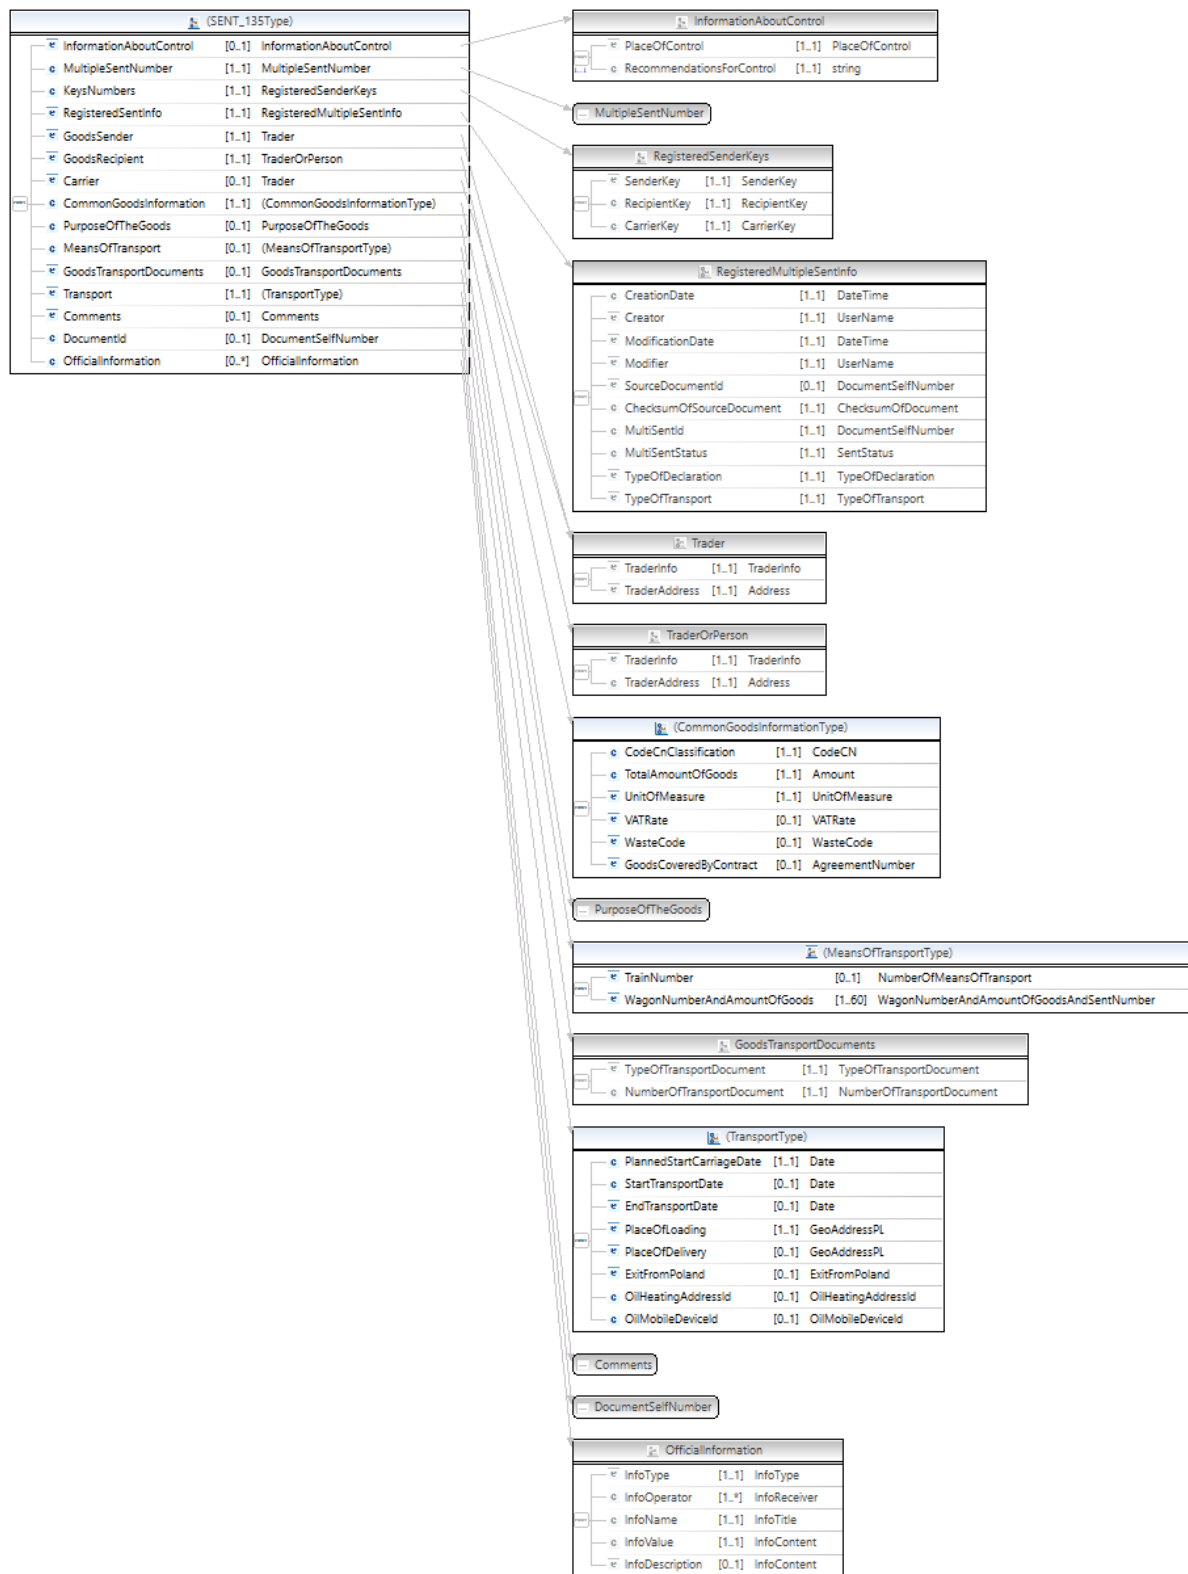 (SENT_135Type)
InformationAboutControl [0..1] InformationAboutControl
MultipleSentNumber [1..1] MultipleSentNumber
KeysNumbers [1..1] RegisteredSenderKeys
RegisteredSentInfo [1..1] RegisteredMultipleSentInfo
GoodsSender [1..1] Trader
GoodsRecipient [1..1] TraderOrPerson
Carrier [0..1] Trader
CommonGoodsInformation [1..1] (CommonGoodsInformationType)
PurposeOfTheGoods [0..1] PurposeOfTheGoods
MeansOfTransport [0..1] (MeansOfTransportType)
GoodsTransportDocuments [0..1] GoodsTransportDocuments
Transport [1..1] (TransportType)
Comments [0..1] Comments
DocumentId [0..1] DocumentSelfNumber
OfficialInformation [0..*] OfficialInformation
InformationAboutControl
PlaceOfControl [1..1] PlaceOfControl
RecommendationsForControl [1..1] string
MultipleSentNumber
RegisteredSenderKeys
SenderKey [1..1] SenderKey
RecipientKey [1..1] RecipientKey
CarrierKey [1..1] CarrierKey
RegisteredMultipleSentInfo
CreationDate [1..1] DateTime
Creator [1..1] UserName
ModificationDate [1..1] DateTime
Modifier [1..1] UserName
SourceDocumentId [0..1] DocumentSelfNumber
ChecksumOfSourceDocument [1..1] ChecksumOfDocument
MultiSentId [1..1] DocumentSelfNumber
MultiSentStatus [1..1] SentStatus
TypeOfDeclaration [1..1] TypeOfDeclaration
TypeOfTransport [1..1] TypeOfTransport
Trader
TraderInfo [1..1] TraderInfo
TraderAddress [1..1] Address
TraderOrPerson
TraderInfo [1..1] TraderInfo
TraderAddress [1..1] Address
(CommonGoodsInformationType)
CodeCnClassification [1..1] CodeCN
TotalAmountOfGoods [1..1] Amount
UnitOfMeasure [1..1] UnitOfMeasure
VATRate [0..1] VATRate
WasteCode [0..1] WasteCode
GoodsCoveredByContract [0..1] AgreementNumber
PurposeOfTheGoods
(MeansOfTransportType)
TrainNumber [0..1] NumberOfMeansOfTransport
WagonNumberAndAmountOfGoods [1..60] WagonNumberAndAmountOfGoodsAndSentNumber
GoodsTransportDocuments
TypeOfTransportDocument [1..1] TypeOfTransportDocument
NumberOfTransportDocument [1..1] NumberOfTransportDocument
(TransportType)
PlannedStartCarriageDate [1..1] Date
StartTransportDate [0..1] Date
EndTransportDate [0..1] Date
PlaceOfLoading [1..1] GeoAddressPL
PlaceOfDelivery [0..1] GeoAddressPL
ExitFromPoland [0..1] ExitFromPoland
OilHeatingAddressId [0..1] OilHeatingAddressId
OilMobileDeviceId [0..1] OilMobileDeviceId
Comments
DocumentSelfNumber
OfficialInformation
InfoType [1..1] InfoType
InfoOperator [1..*] InfoReceiver
InfoName [1..1] InfoTitle
InfoValue [1..1] InfoContent
InfoDescription [0..1] InfoContent